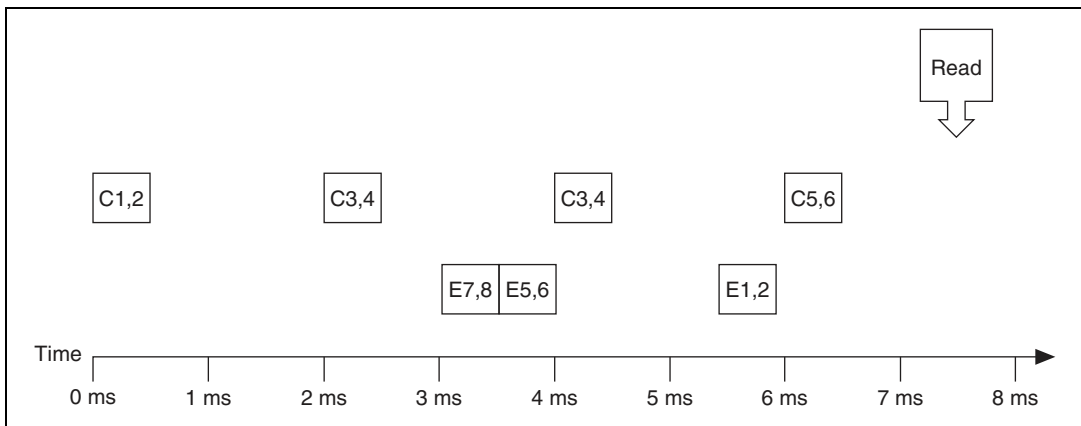 Read
C1,2 C3,4 C3,4 C5,6
E7,8 E5,6 E1,2
Time
0 ms 1 ms 2 ms 3 ms 4 ms 5 ms 6 ms 7 ms 8 ms